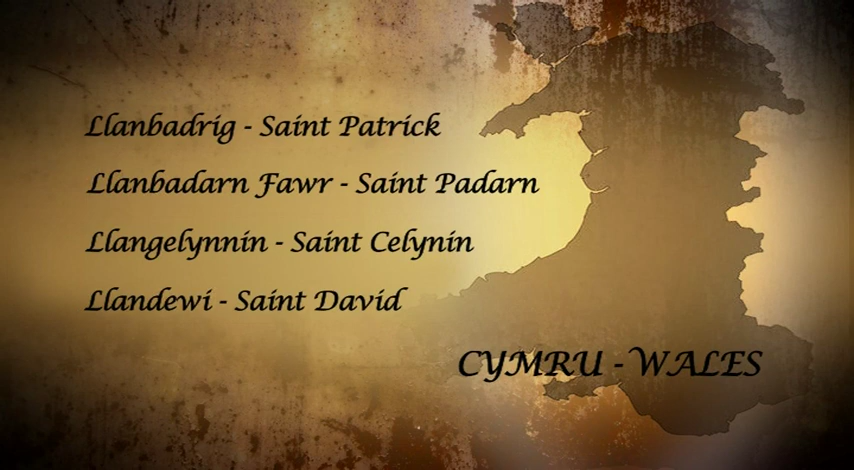 Llanbadrig - Saint Patrick
Llanbadarn Fawr - Saint Padarn
Llangelynnin - Saint Celynin
Llandewi - Saint David
CYMRU - WALES